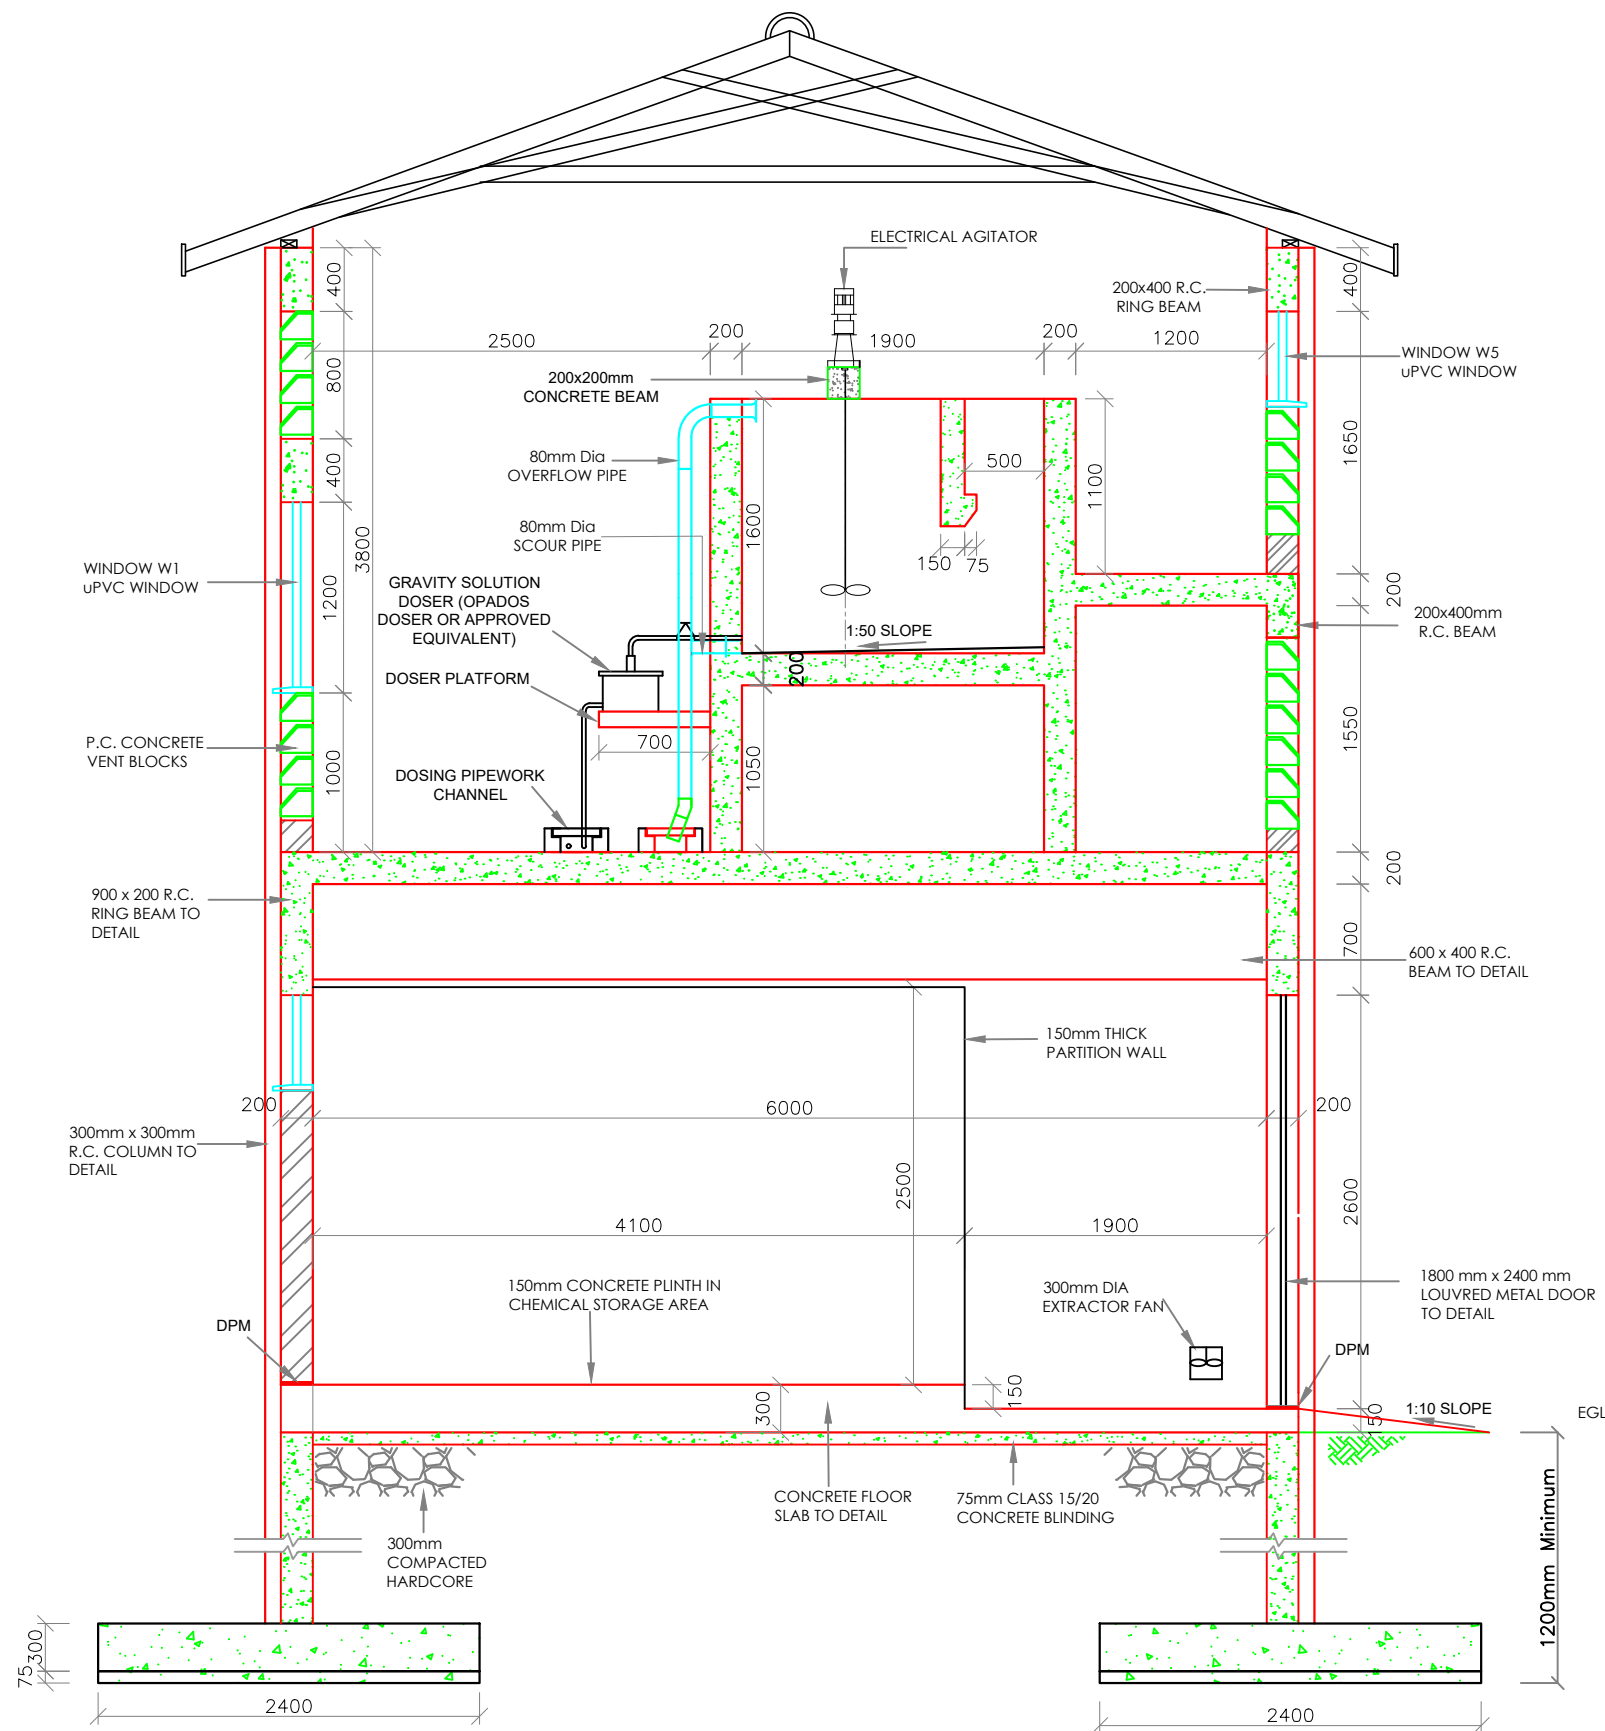 ELECTRICAL AGITATOR
400
3800
800
400
1200
1000
2500
200
1900
200
1200
200x400 R.C.
RING BEAM
400
WINDOW W5
uPVC WINDOW
1650
200x200mm
CONCRETE BEAM
80mm Dia
OVERFLOW PIPE
500
1100
1600
150
75
80mm Dia
SCOUR PIPE
WINDOW W1
uPVC WINDOW
GRAVITY SOLUTION
DOSER (OPADOS
DOSER OR APPROVED
EQUIVALENT)
1:50 SLOPE
200
200x400mm
R.C. BEAM
DOSER PLATFORM
200
700
1050
1550
P.C. CONCRETE
VENT BLOCKS
DOSING PIPEWORK
CHANNEL
200
900 x 200 R.C.
RING BEAM TO
DETAIL
700
600 x 400 R.C.
BEAM TO DETAIL
150mm THICK
PARTITION WALL
200
6000
200
300mm x 300mm
R.C. COLUMN TO
DETAIL
2500
2600
4100
1900
150mm CONCRETE PLINTH IN
CHEMICAL STORAGE AREA
300mm DIA
EXTRACTOR FAN
1800 mm x 2400 mm
LOUVRED METAL DOOR
TO DETAIL
DPM
DPM
300
150
150
1:10 SLOPE
EGL
CONCRETE FLOOR
SLAB TO DETAIL
75mm CLASS 15/20
CONCRETE BLINDING
300mm
COMPACTED
HARDCORE
1200mm Minimum
300
75
2400
2400